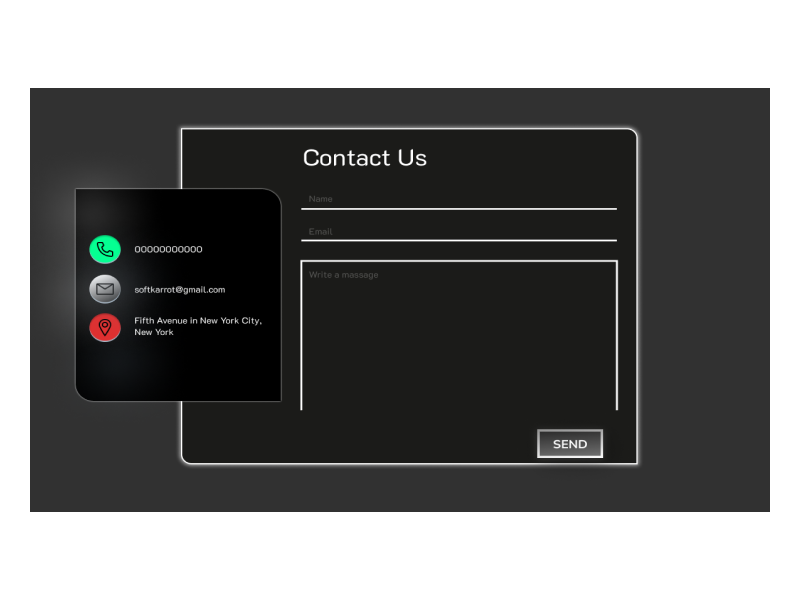 Contact Us
Name
Email
Write a massage
00000000000
softkarrot@gmail.com
Fifth Avenue in New York City,
New York
SEND